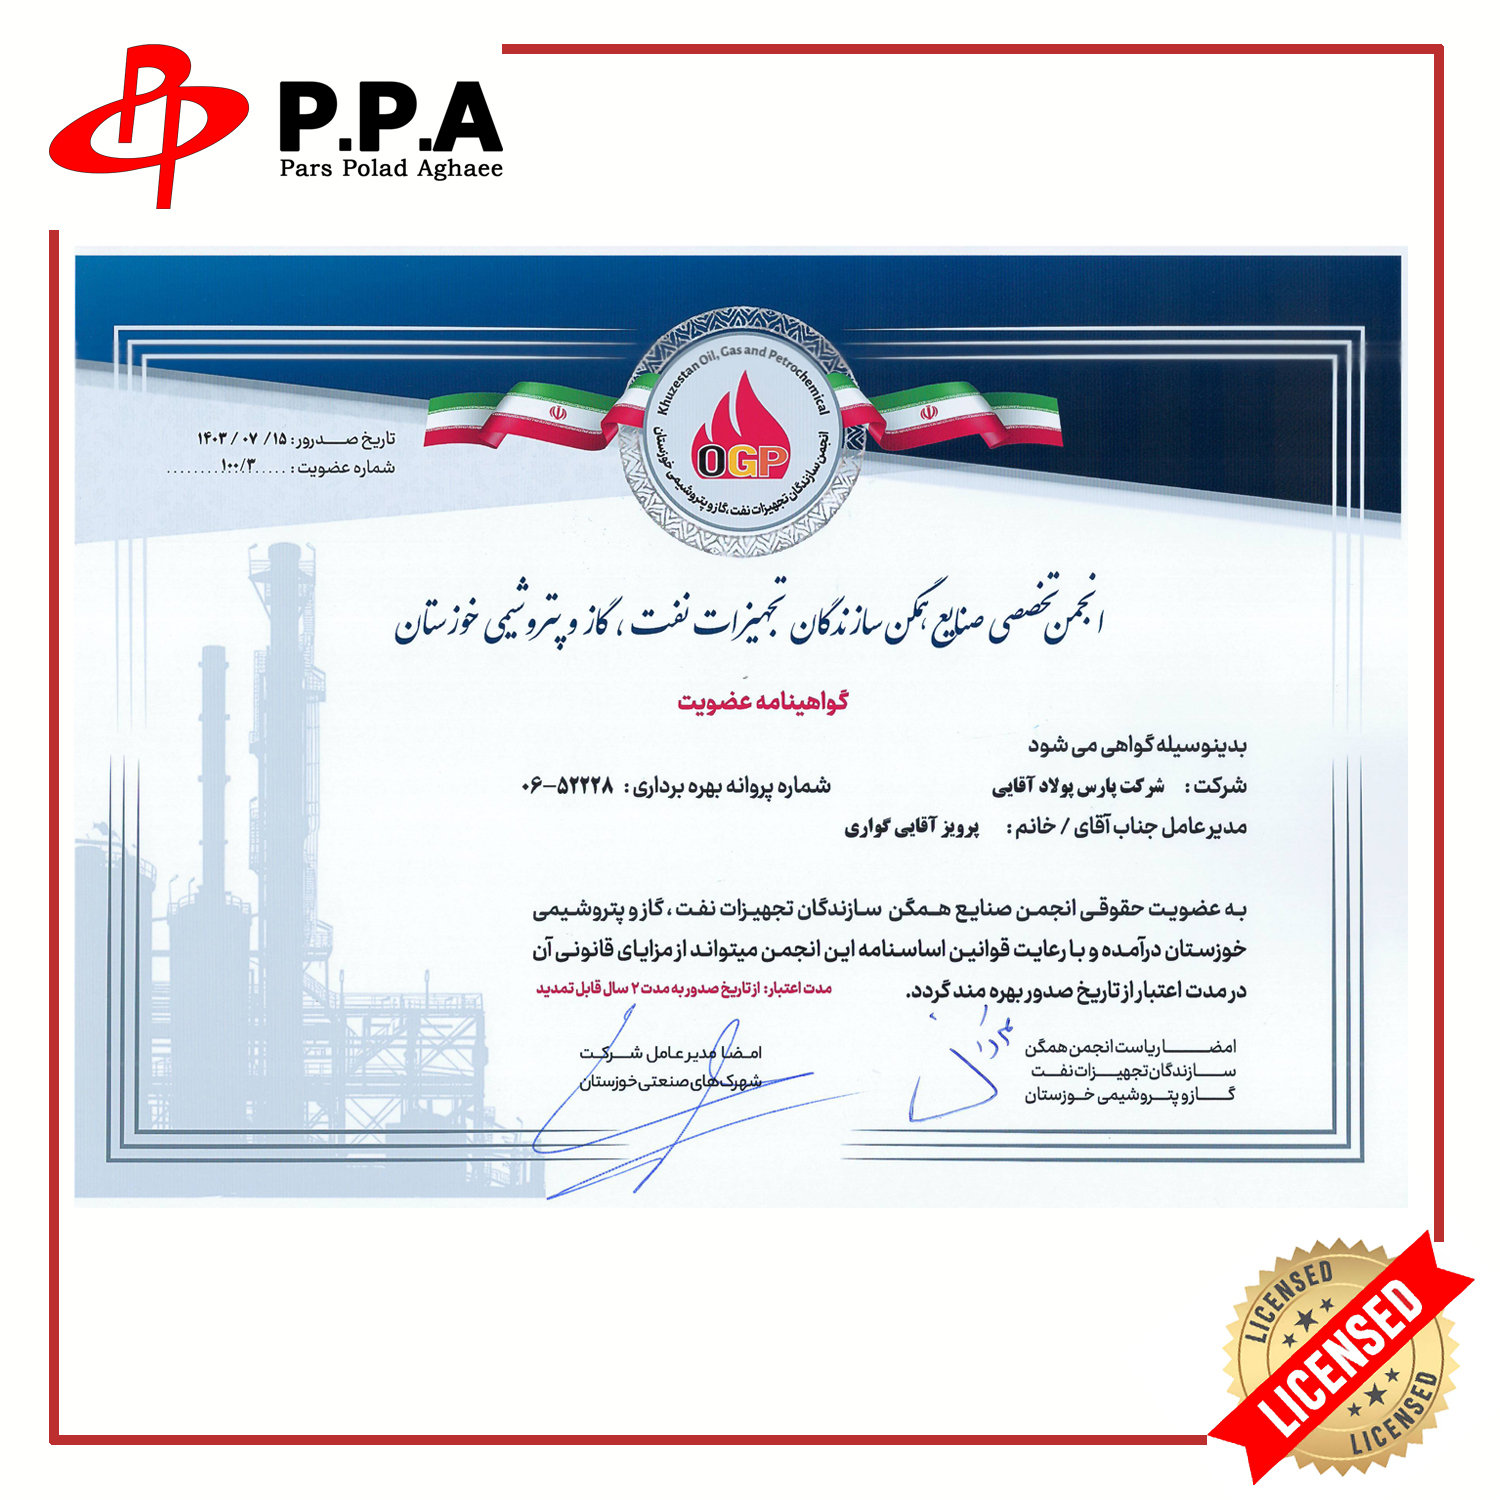 P.P.A
Pars Polad Aghaee
Khuzestan Oil, Gas and Petrochemical
OGP
انجمن سازندگان تجهیزات نفت، گاز و پتروشیمی خوزستان
تاریخ صدرور: ۱۴۰۳ / ۰۷ / ۱۵
شماره عضویت: .....۱۰۰/۳........
انجمن تخصصی صنایع همگن سازندگان تجهیزات نفت، گاز و پتروشیمی خوزستان
گواهینامه عضویت
بدینوسیله گواهی می شود
شرکت: شرکت پارس پولاد آقایی شماره پروانه بهره برداری: ۰۶-۵۲۲۲۸
مدیرعامل جناب آقای / خانم: پرویز آقایی گواری
به عضویت حقوقی انجمن صنایع همگن سازندگان تجهیزات نفت، گاز و پتروشیمی
خوزستان درآمده و با رعایت قوانین اساسنامه این انجمن میتواند از مزایای قانونی آن
در مدت اعتبار از تاریخ صدور بهره مند گردد. مدت اعتبار: از تاریخ صدور به مدت ۲ سال قابل تمدید
امضا ریاست انجمن همگن
سازندگان تجهیزات نفت
گاز و پتروشیمی خوزستان
امضا مدیرعامل شرکت
شهرک‌های صنعتی خوزستان
LICENSED
LICENSED
LICENSED